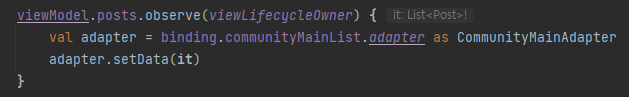 viewModel.posts.observe(viewLifecycleOwner) { it: List<Post>!
    val adapter = binding.communityMainList.adapter as CommunityMainAdapter
    adapter.setData(it)
}